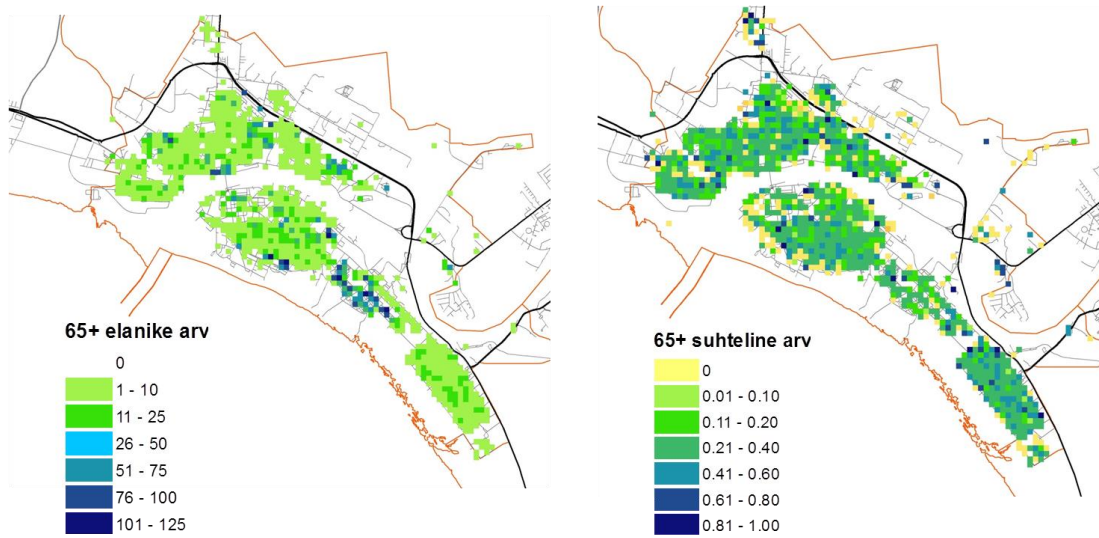 65+ elanike arv
0
1 - 10
11 - 25
26 - 50
51 - 75
76 - 100
101 - 125
65+ suhteline arv
0
0.01 - 0.10
0.11 - 0.20
0.21 - 0.40
0.41 - 0.60
0.61 - 0.80
0.81 - 1.00